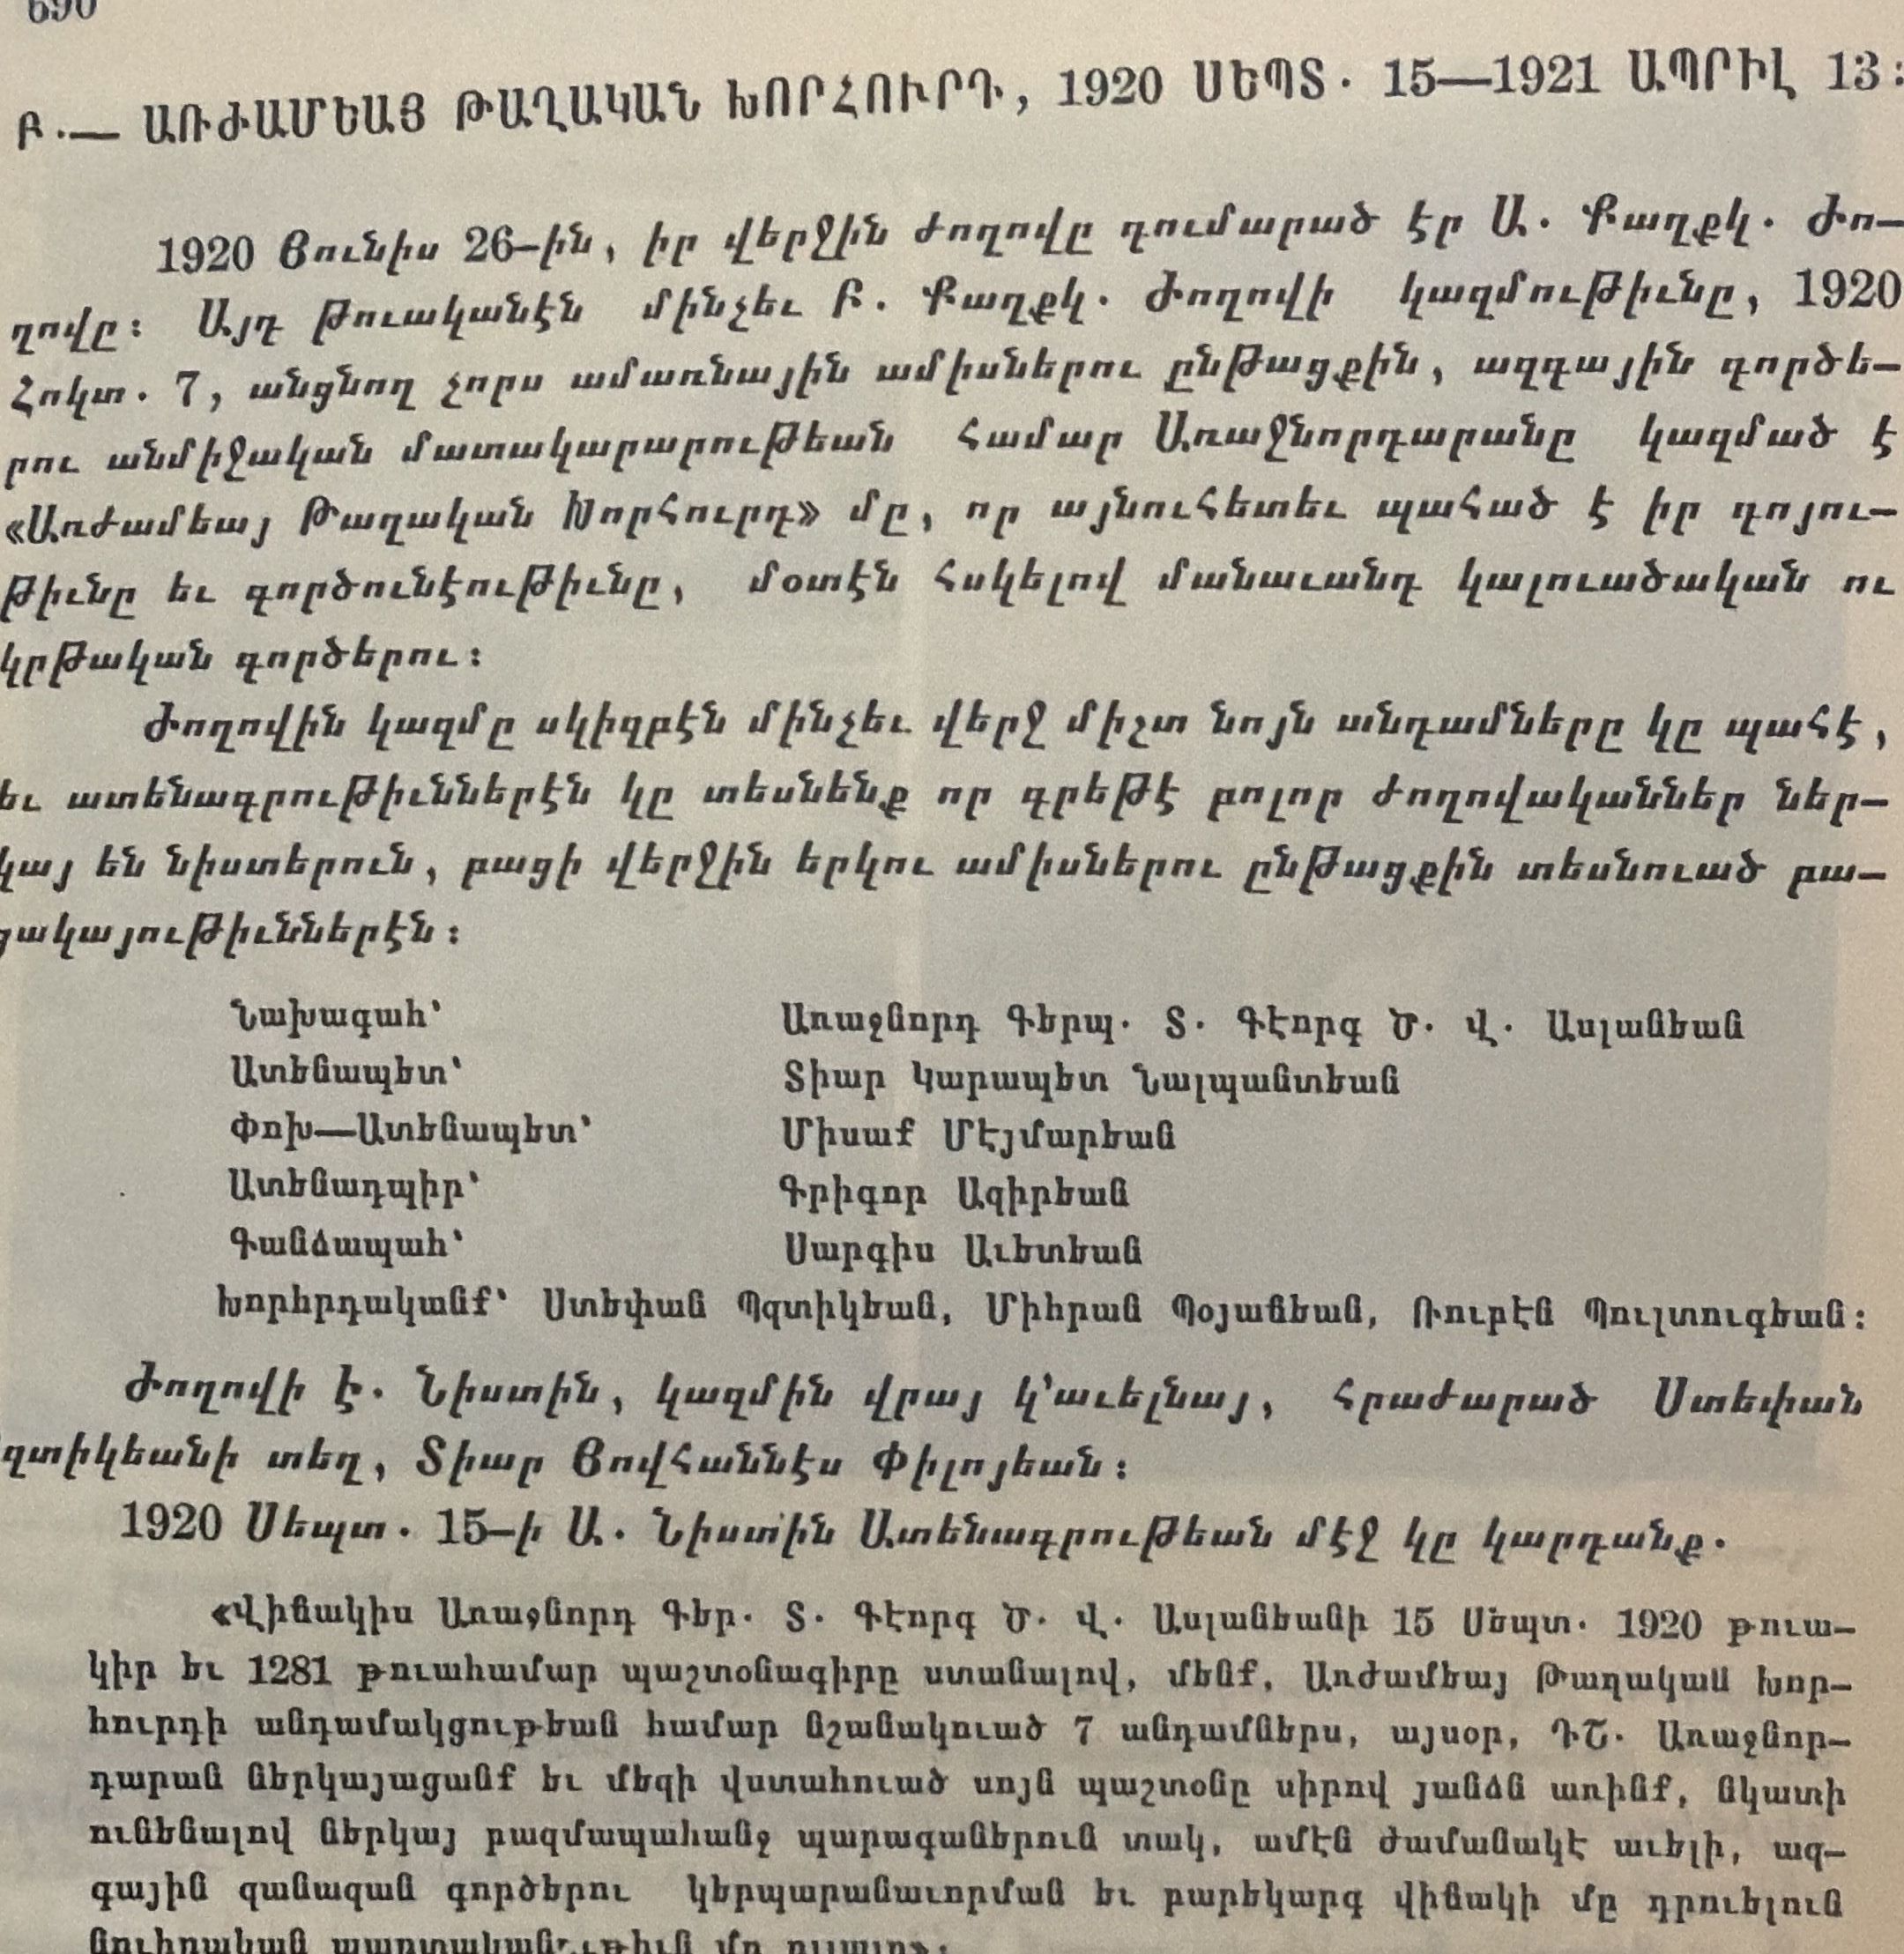 690
Բ.— ԱՌԺԱՄԵԱՅ ԹԱՂԱԿԱՆ ԽՈՐՀՈՒՐԴ, 1920 ՍԵՊՏ. 15—1921 ԱՊՐԻԼ 13։
1920 Յունիս 26–ին, իր վերջին ժողովը գումարած էր Ա. Քաղքկ. Ժո–
ղովը։ Այդ թուականէն մինչեւ Բ. Քաղքկ. Ժողովի կազմութիւնը, 1920
Հոկտ. 7, անցնող չորս ամառնային ամիսներու ընթացքին, ազգային գործե–
րու անմիջական մատակարարութեան համար Առաջնորդարանը կազմած է
«Առժամեայ Թաղական Խորհուրդ» մը, որ այնուհետեւ պահած է իր գոյու–
թիւնը եւ գործունէութիւնը, մօտէն հսկելով մանաւանդ կալուածական ու
կրթական գործերու։
Ժողովին կազմը սկիզբէն մինչեւ վերջ միշտ նոյն անդամները կը պահէ,
եւ ատենագրութիւններէն կը տեսնենք որ գրեթէ բոլոր ժողովականներ ներ–
կայ են նիստերուն, բացի վերջին երկու ամիսներու ընթացքին տեսնուած բա–
ցակայութիւններէն։
Նախագահ՝ Առաջնորդ Գերպ. Տ. Գէորգ Ծ. Վ. Ասլանեան
Ատենապետ՝ Տիար Կարապետ Նալպանտեան
Փոխ—Ատենապետ՝ Միսաք Մէյմարեան
Ատենադպիր՝ Գրիգոր Ազիրեան
Գանձապահ՝ Սարգիս Աւետեան
Խորհրդականք՝ Ստեփան Պզտիկեան, Միհրան Պօյաճեան, Ռուբէն Պուլտուգեան։
Ժողովի Է. Նիստին, կազմին վրայ կ՚աւելնայ, հրաժարած Ստեփան
զտիկեանի տեղ, Տիար Յովհաննէս Փիլոյեան։
1920 Սեպտ. 15–ի Ա. Նիստին Ատենագրութեան մէջ կը կարդանք.
«Վիճակիս Առաջնորդ Գեր. Տ. Գէորգ Ծ. Վ. Ասլանեանի 15 Սեպտ. 1920 թուա–
կիր եւ 1281 թուահամար պաշտօնագիրը ստանալով, մենք, Առժամեայ Թաղական Խոր–
հուրդի անդամակցութեան համար նշանակուած 7 անդամներս, այսօր, ԴՇ. Առաջնոր–
դարան ներկայացանք եւ մեզի վստահուած սոյն պաշտօնը սիրով յանձն առինք, նկատի
ունենալով ներկայ բազմապահանջ պարագաներուն տակ, ամէն ժամանակէ աւելի, ազ–
գային զանազան գործերու կերպարանաւորման եւ բարեկարգ վիճակի մը դրուելուն